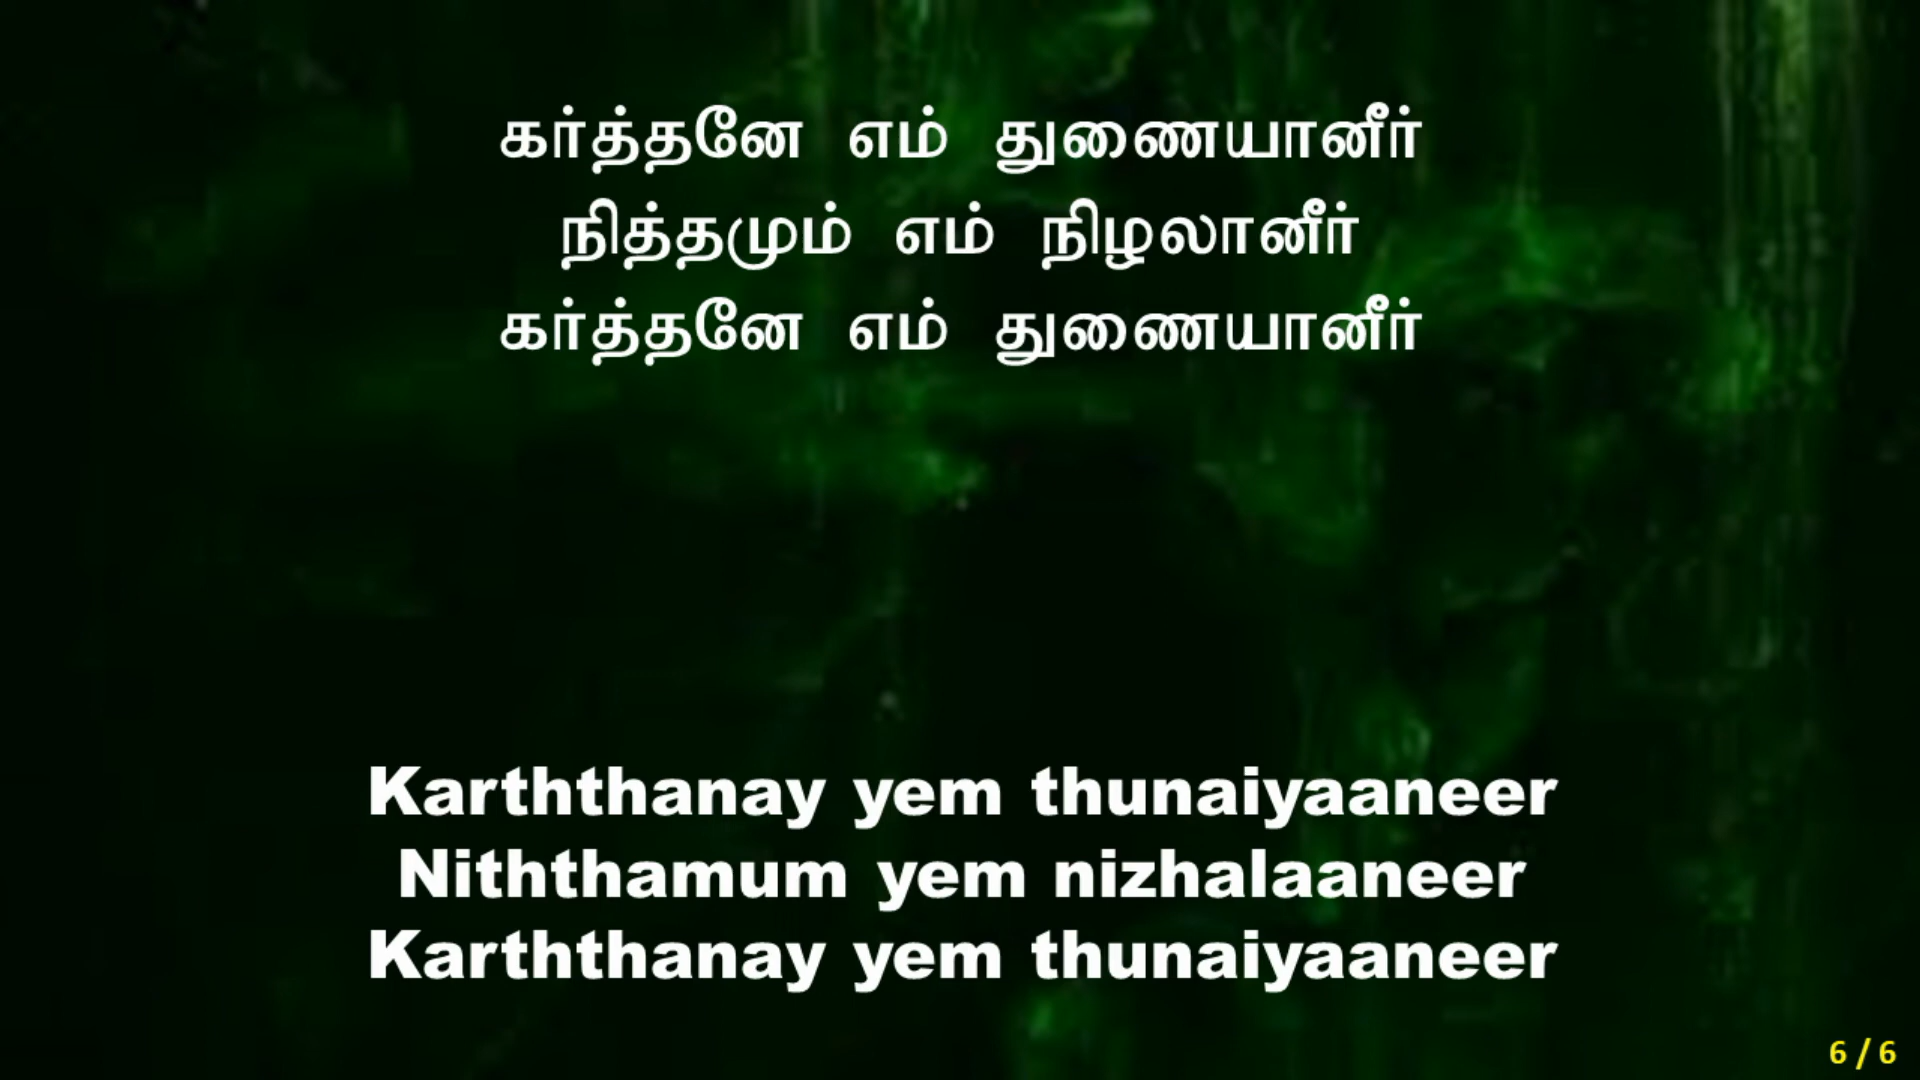 கர்த்தனே எம் துணையானீர்
நித்தமும் எம் நிழலானீர்
கர்த்தனே எம் துணையானீர்
Karththanay yem thunaiyaaneer
Niththamum yem nizhalaaneer
Karththanay yem thunaiyaaneer
6 / 6